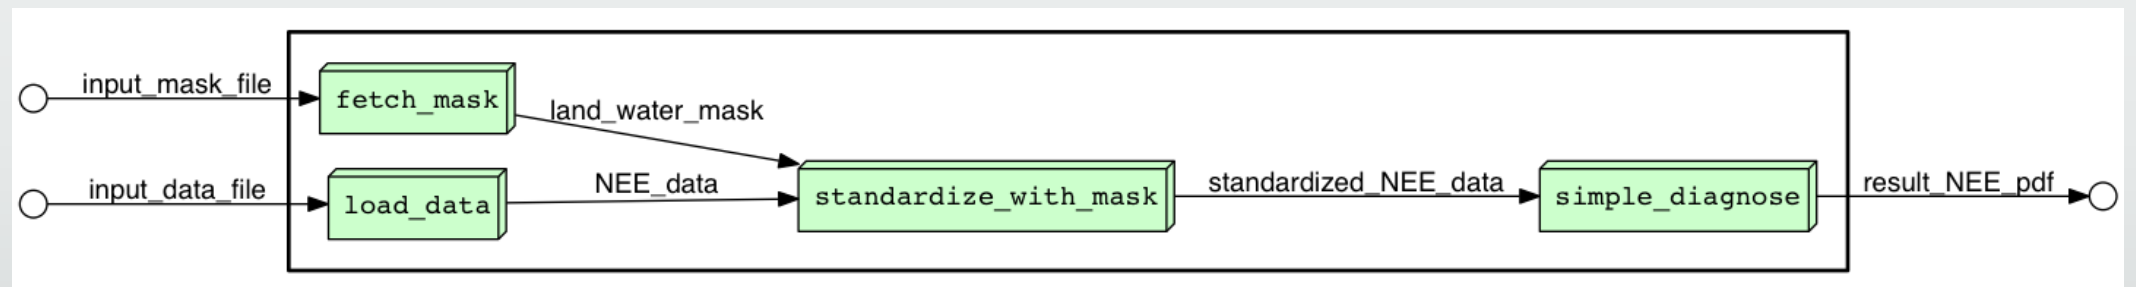 input_mask_file
fetch_mask
land_water_mask
input_data_file
load_data
NEE_data
standardize_with_mask
standardized_NEE_data
simple_diagnose
result_NEE_pdf